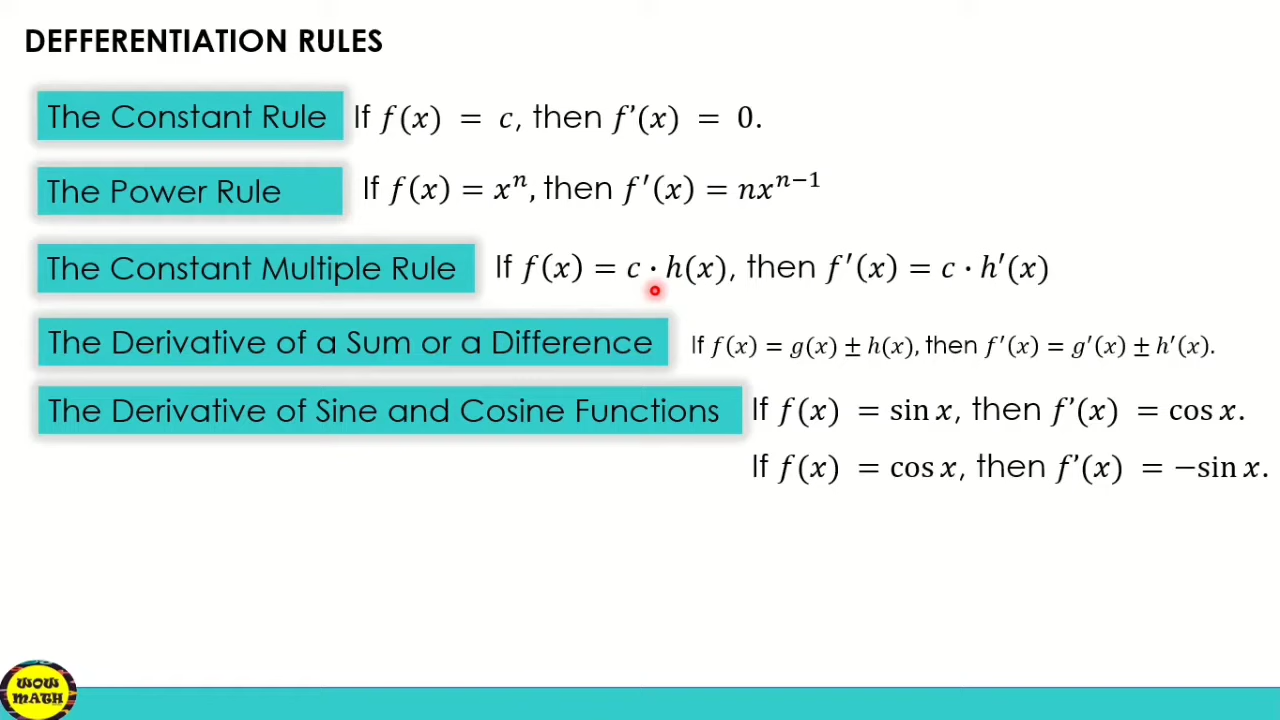 DEFFERENTIATION RULES
The Constant Rule If f(x) = c, then f’(x) = 0.
The Power Rule If f(x) = xⁿ, then f′(x) = nxⁿ⁻¹
The Constant Multiple Rule If f(x) = c · h(x), then f′(x) = c · h′(x)
The Derivative of a Sum or a Difference If f(x) = g(x) ± h(x), then f′(x) = g′(x) ± h′(x).
The Derivative of Sine and Cosine Functions If f(x) = sin x, then f’(x) = cos x.
If f(x) = cos x, then f’(x) = −sin x.
WOW
MATH